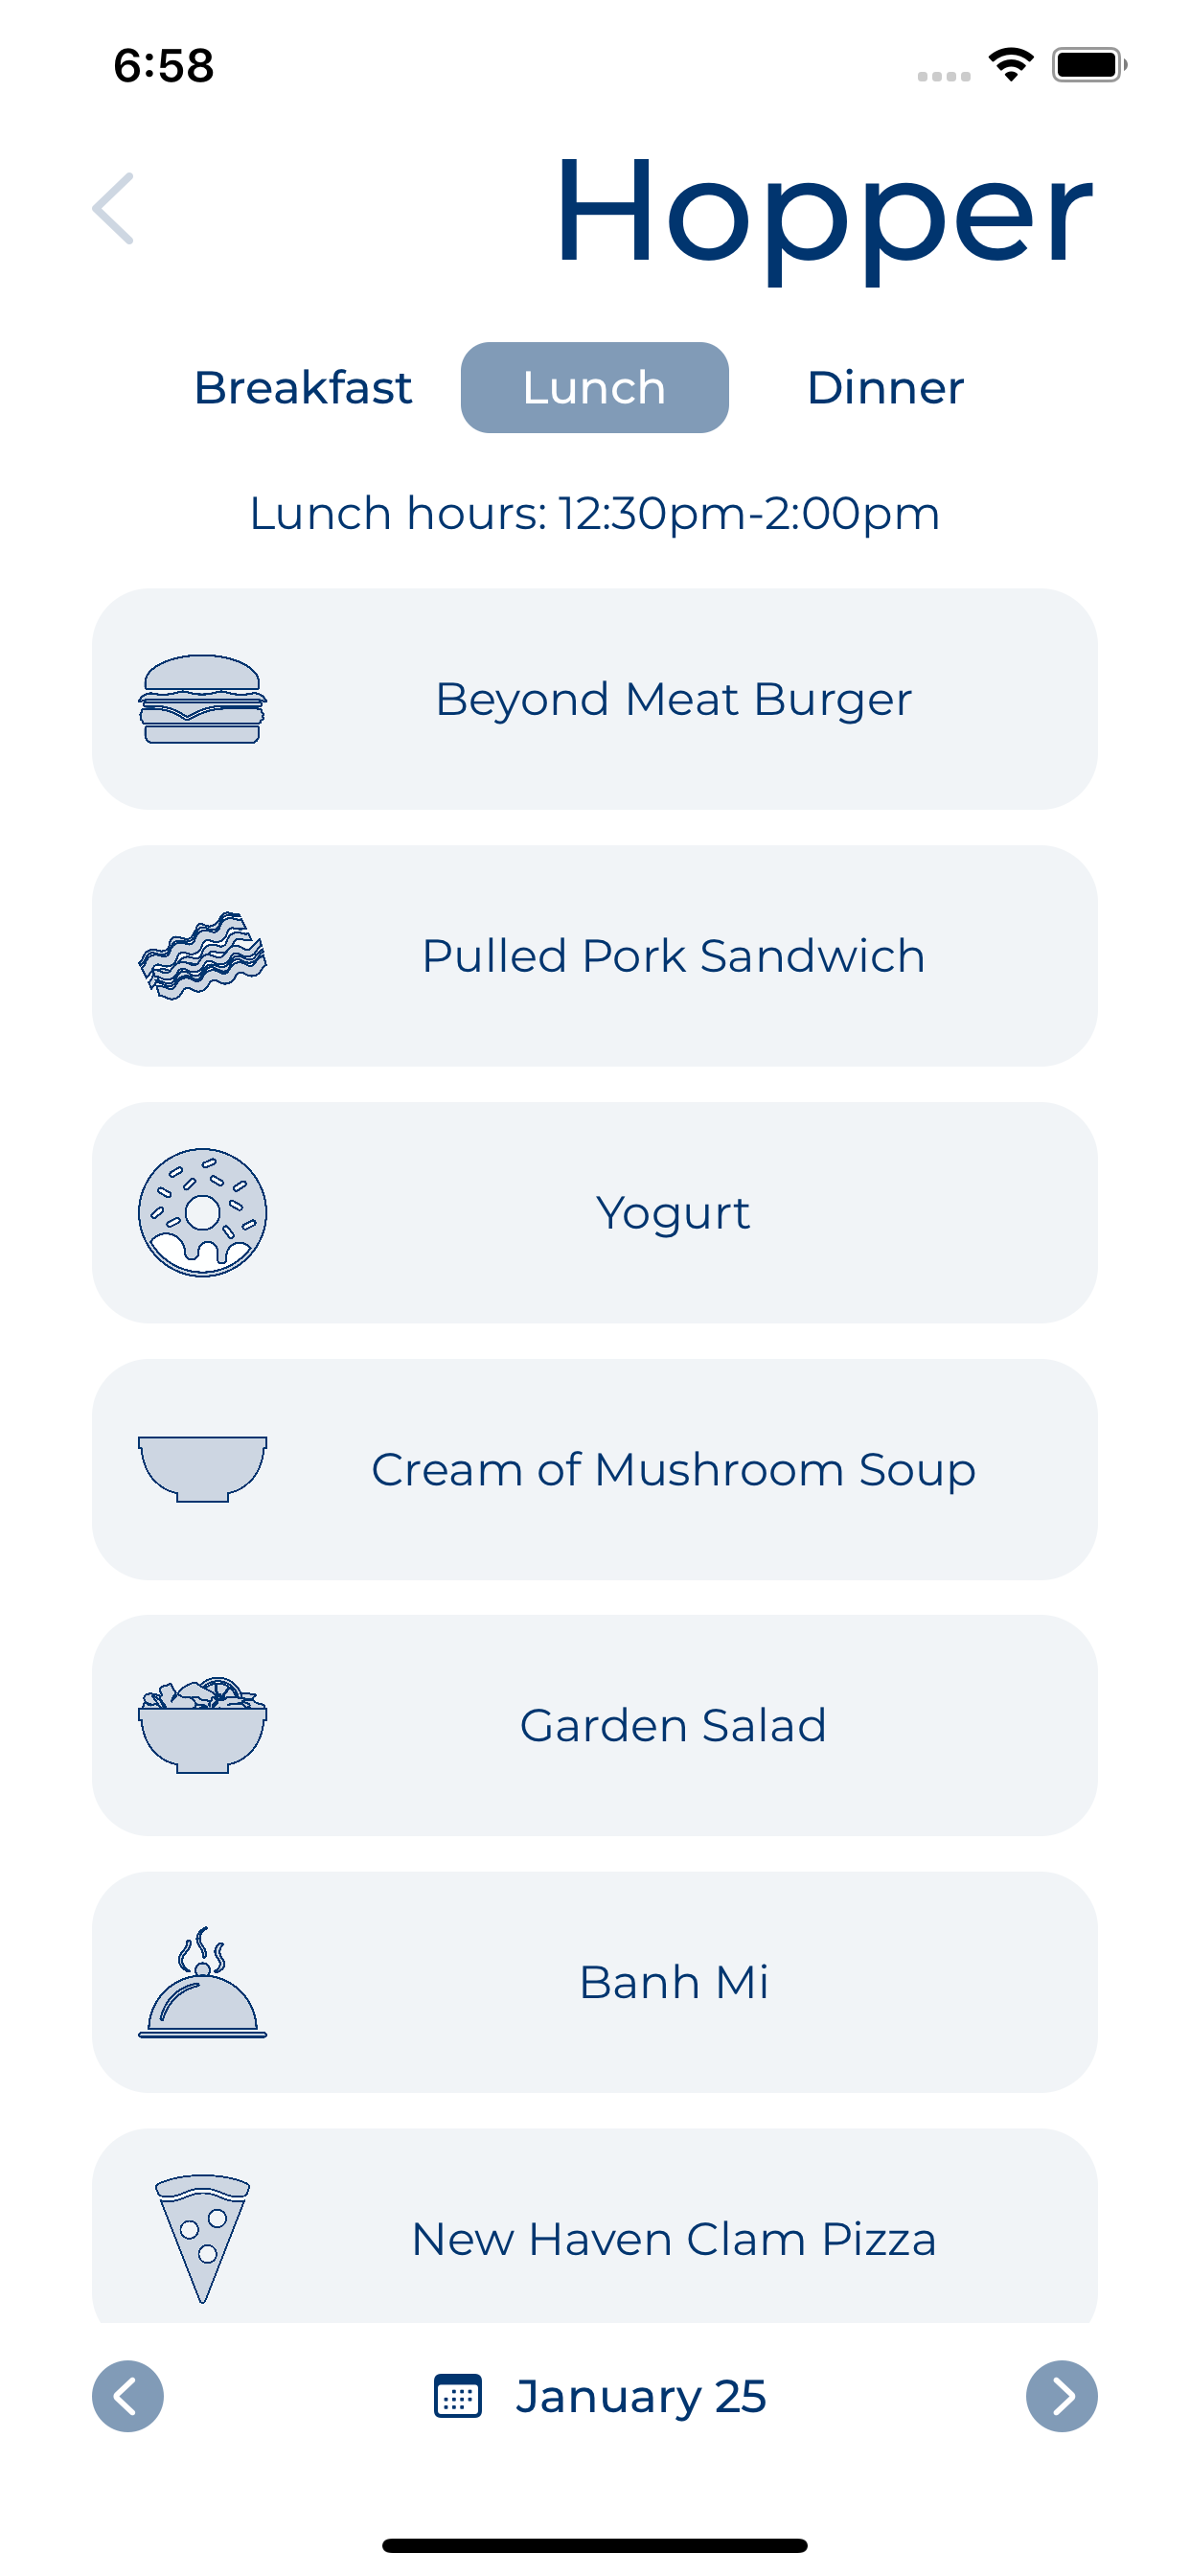 6:58
Hopper
Breakfast Lunch Dinner
Lunch hours: 12:30pm-2:00pm
Beyond Meat Burger
Pulled Pork Sandwich
Yogurt
Cream of Mushroom Soup
Garden Salad
Banh Mi
New Haven Clam Pizza
January 25